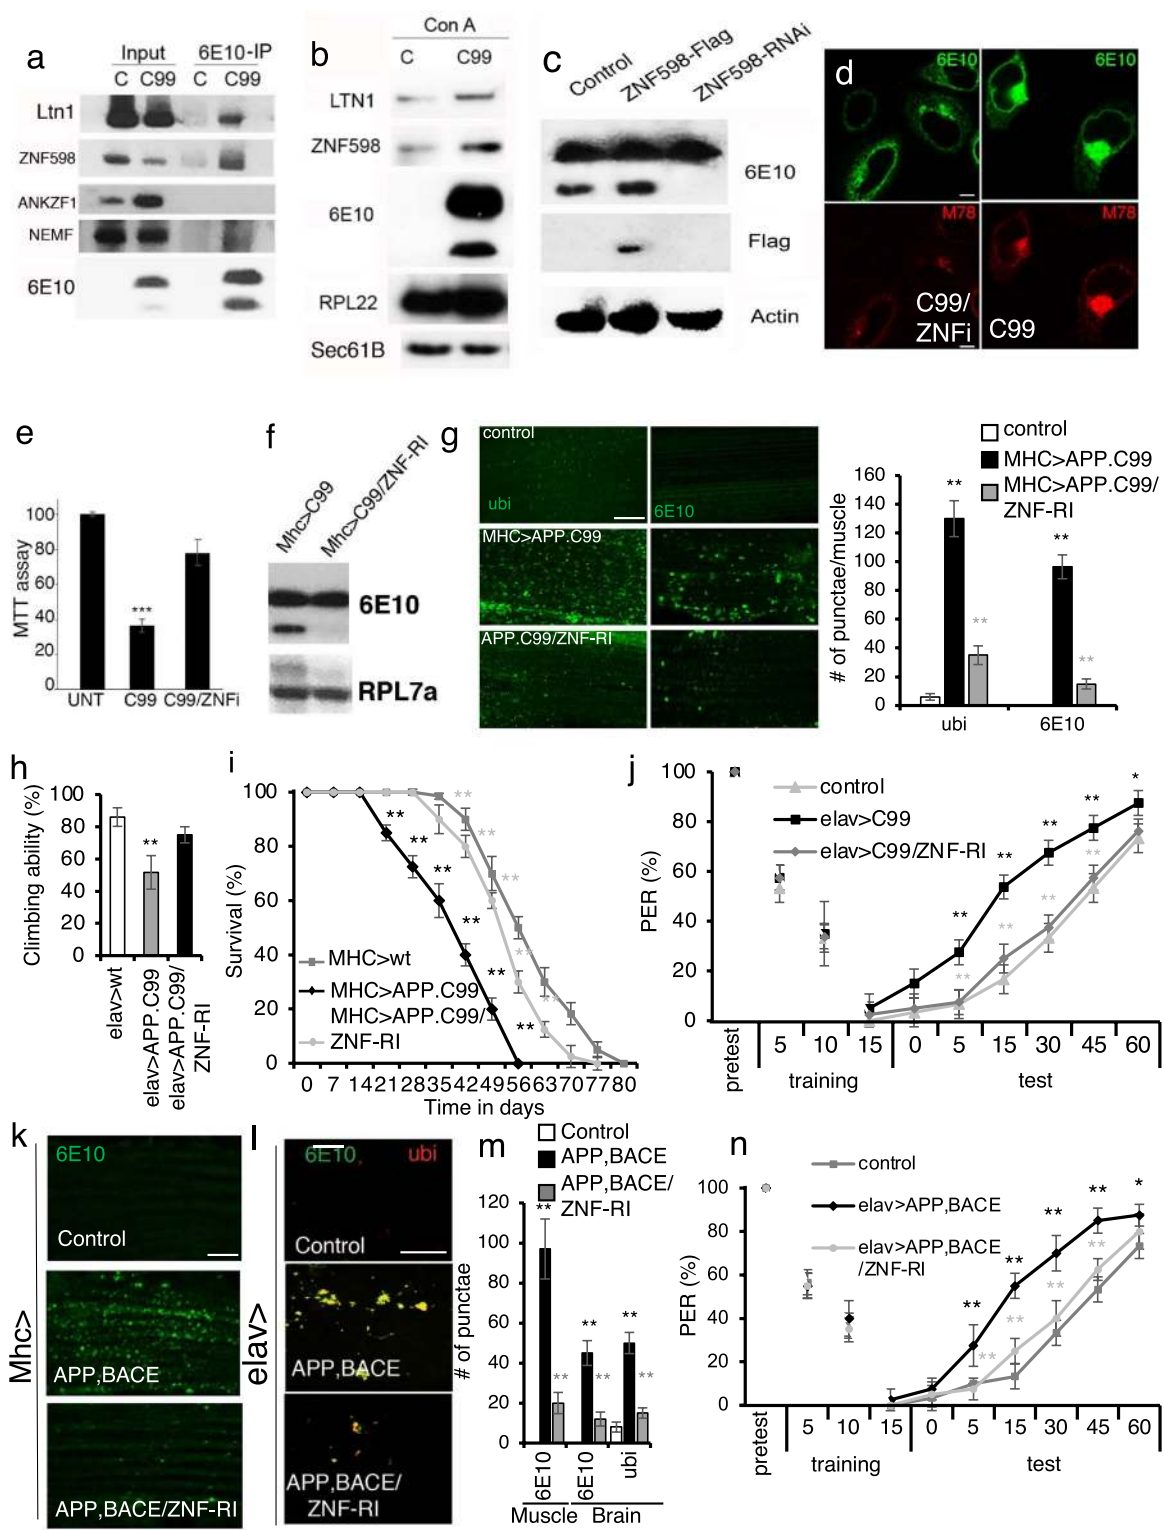 a
Input 6E10-IP
C C99 C C99
Ltn1
ZNF598
ANKZF1
NEMF
6E10
b
Con A
C C99
LTN1
ZNF598
6E10
RPL22
Sec61B
c
Control
ZNF598-Flag
ZNF598-RNAi
6E10
Flag
Actin
d
6E10 6E10
M78 M78
C99/
ZNFi
C99
e
MTT assay
100
80
60
40
20
0
***
UNT C99 C99/ZNFi
f
Mhc>C99
Mhc>C99/ZNF-RI
6E10
RPL7a
g
control
ubi 6E10
MHC>APP.C99
APP.C99/ZNF-RI
control
MHC>APP.C99
MHC>APP.C99/
ZNF-RI
# of punctae/muscle
160
140
120
100
80
60
40
20
0
** ** ** **
ubi 6E10
h
Climbing ability (%)
100
80
60
40
20
0
**
elav>wt
elav>APP.C99
elav>APP.C99/
ZNF-RI
i
Survival (%)
100
80
60
40
20
0
** ** ** ** ** **
** ** ** ** **
MHC>wt
MHC>APP.C99
MHC>APP.C99/
ZNF-RI
0 7 14 21 28 35 42 49 56 63 70 77 80
Time in days
j
PER (%)
100
80
60
40
20
0
control
elav>C99
elav>C99/ZNF-RI
** ** ** ** *
** ** ** **
pretest
5 10 15 0 5 15 30 45 60
training test
k
Mhc>
6E10
Control
APP,BACE
APP,BACE/ZNF-RI
l
elav>
6E10 ubi
Control
APP,BACE
APP,BACE/
ZNF-RI
m
Control
APP,BACE
APP,BACE/
ZNF-RI
# of punctae
120
100
80
60
40
20
0
** ** ** ** ** **
6E10 6E10 ubi
Muscle Brain
n
PER (%)
100
80
60
40
20
0
control
elav>APP,BACE
elav>APP,BACE
/ZNF-RI
** ** ** ** *
** ** ** **
pretest
5 10 15 0 5 15 30 45 60
training test